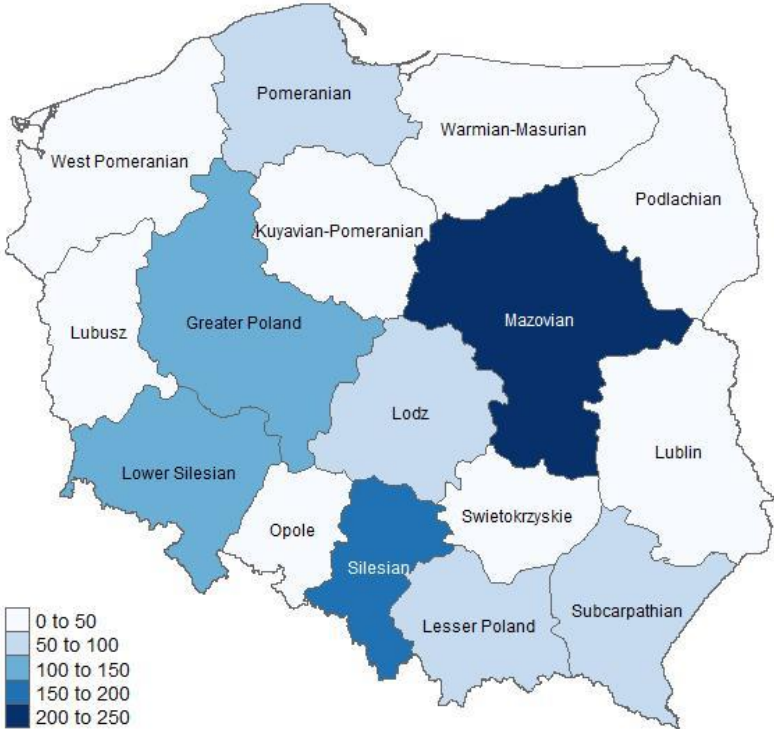 Pomeranian
Warmian-Masurian
West Pomeranian
Podlachian
Kuyavian-Pomeranian
Mazovian
Greater Poland
Lubusz
Lodz
Lublin
Lower Silesian
Swietokrzyskie
Opole
Silesian
Subcarpathian
Lesser Poland
0 to 50
50 to 100
100 to 150
150 to 200
200 to 250